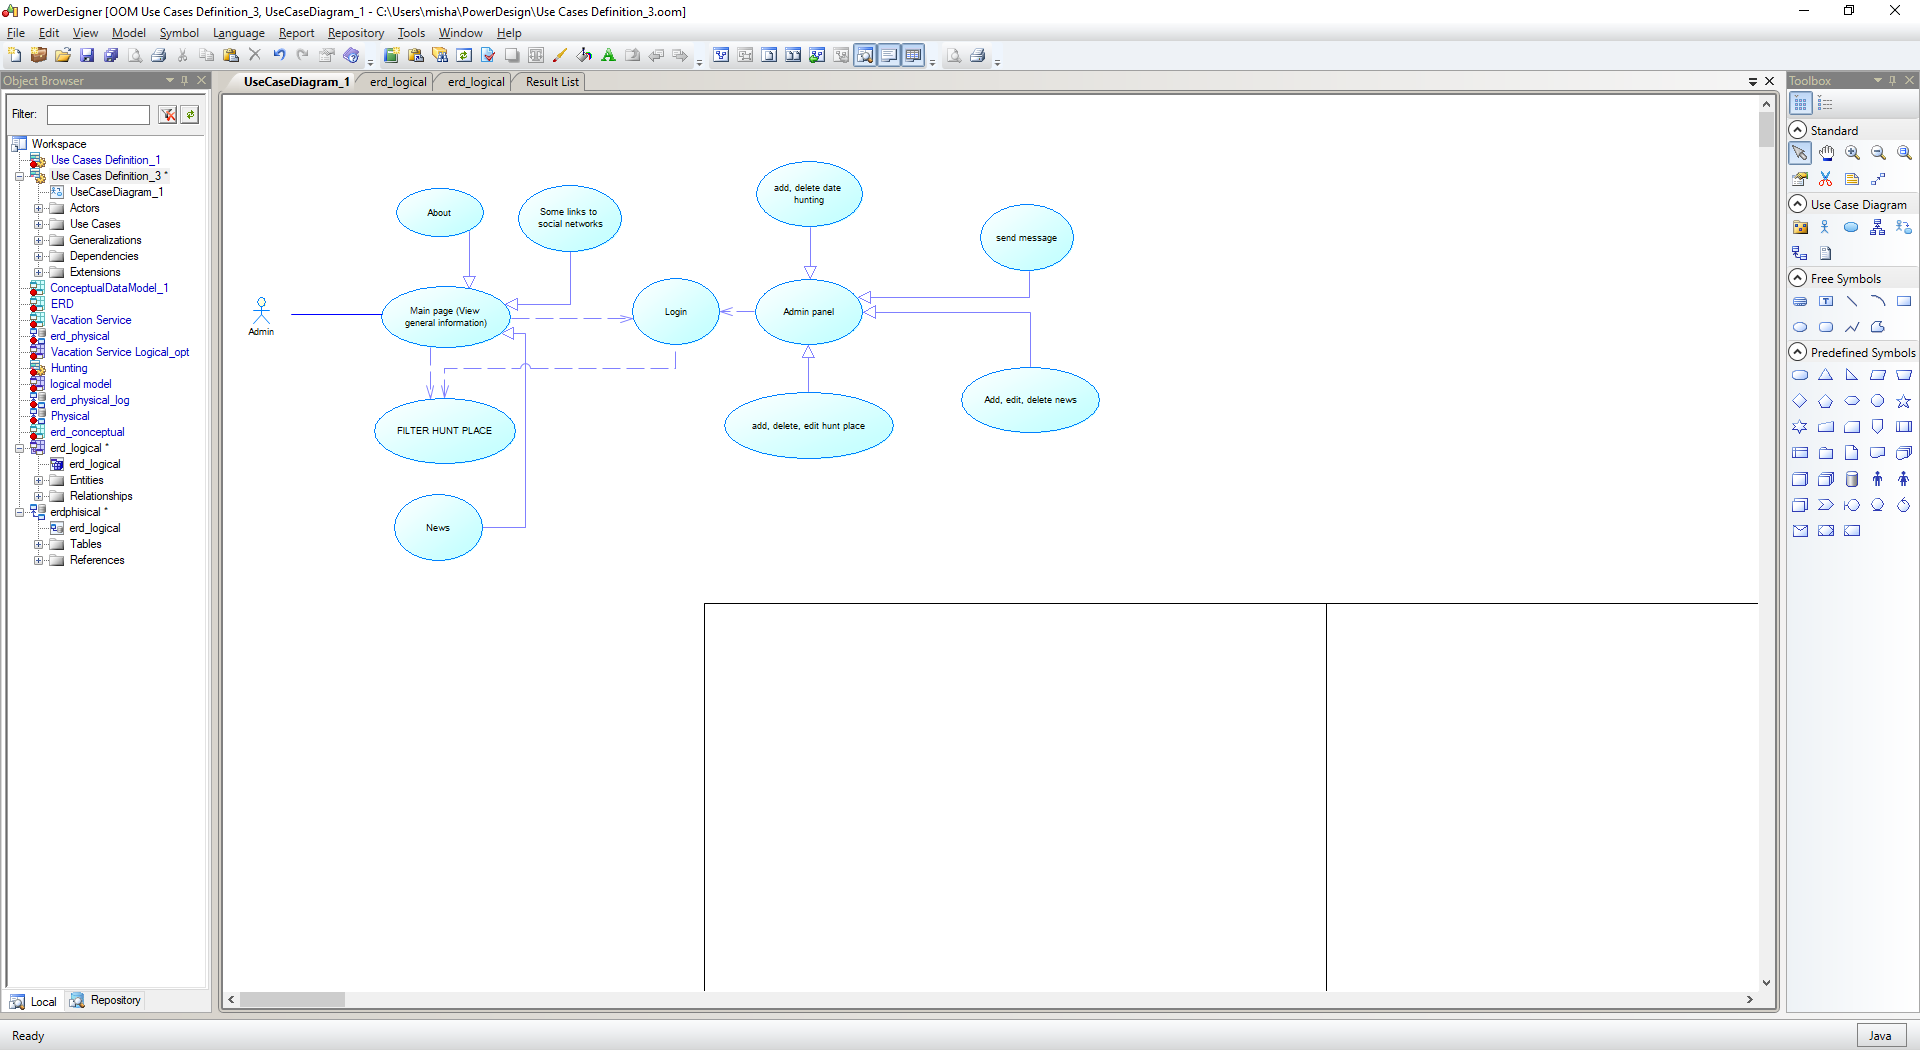 PowerDesigner [OOM Use Cases Definition_3, UseCaseDiagram_1 - C:\Users\misha\PowerDesign\Use Cases Definition_3.oom]
File Edit View Model Symbol Language Report Repository Tools Window Help
Object Browser
Filter:
Workspace
Use Cases Definition_1
Use Cases Definition_3 *
UseCaseDiagram_1
Actors
Use Cases
Generalizations
Dependencies
Extensions
ConceptualDataModel_1
ERD
Vacation Service
erd_physical
Vacation Service Logical_opt
Hunting
logical model
erd_physical_log
Physical
erd_conceptual
erd_logical *
erd_logical
Entities
Relationships
erdphisical *
erd_logical
Tables
References
Local Repository
UseCaseDiagram_1 erd_logical erd_logical Result List
About
Some links to
social networks
add, delete date
hunting
send message
Admin
Main page (View
general information)
Login
Admin panel
FILTER HUNT PLACE
add, delete, edit hunt place
Add, edit, delete news
News
Toolbox
Standard
Use Case Diagram
Free Symbols
Predefined Symbols
Ready
Java